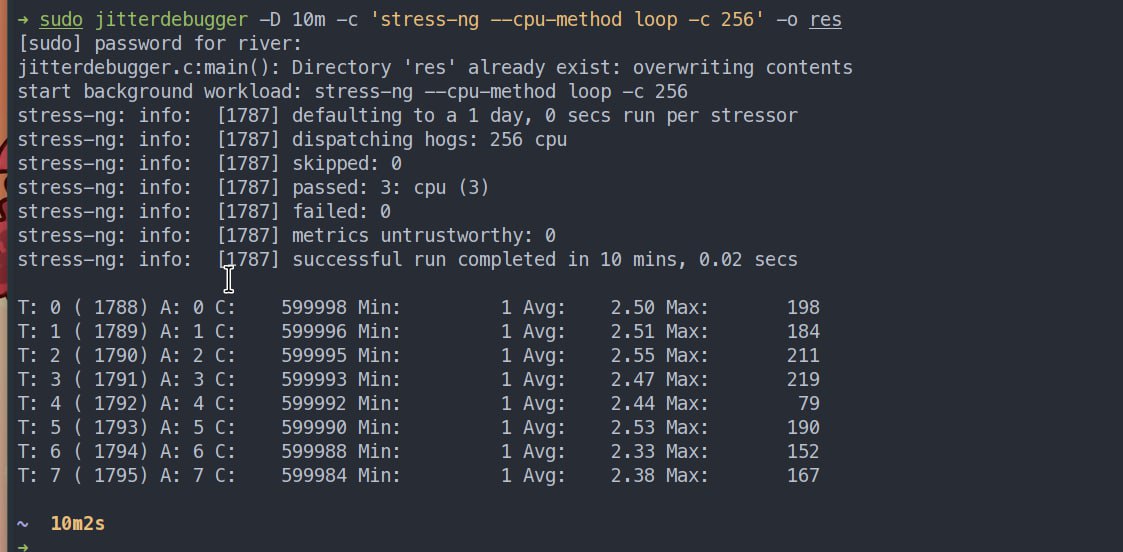 → sudo jitterdebugger -D 10m -c 'stress-ng --cpu-method loop -c 256' -o res
[sudo] password for river:
jitterdebugger.c:main(): Directory 'res' already exist: overwriting contents
start background workload: stress-ng --cpu-method loop -c 256
stress-ng: info:  [1787] defaulting to a 1 day, 0 secs run per stressor
stress-ng: info:  [1787] dispatching hogs: 256 cpu
stress-ng: info:  [1787] skipped: 0
stress-ng: info:  [1787] passed: 3: cpu (3)
stress-ng: info:  [1787] failed: 0
stress-ng: info:  [1787] metrics untrustworthy: 0
stress-ng: info:  [1787] successful run completed in 10 mins, 0.02 secs
T: 0 ( 1788) A: 0 C:    599998 Min:         1 Avg:    2.50 Max:       198
T: 1 ( 1789) A: 1 C:    599996 Min:         1 Avg:    2.51 Max:       184
T: 2 ( 1790) A: 2 C:    599995 Min:         1 Avg:    2.55 Max:       211
T: 3 ( 1791) A: 3 C:    599993 Min:         1 Avg:    2.47 Max:       219
T: 4 ( 1792) A: 4 C:    599992 Min:         1 Avg:    2.44 Max:        79
T: 5 ( 1793) A: 5 C:    599990 Min:         1 Avg:    2.53 Max:       190
T: 6 ( 1794) A: 6 C:    599988 Min:         1 Avg:    2.33 Max:       152
T: 7 ( 1795) A: 7 C:    599984 Min:         1 Avg:    2.38 Max:       167
~  10m2s
→